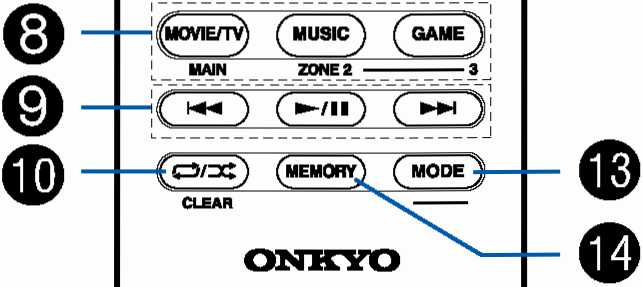 8 MOVIE/TV MUSIC GAME
MAIN ZONE 2 3
9
10 / MEMORY MODE 13
CLEAR
14
ONKYO